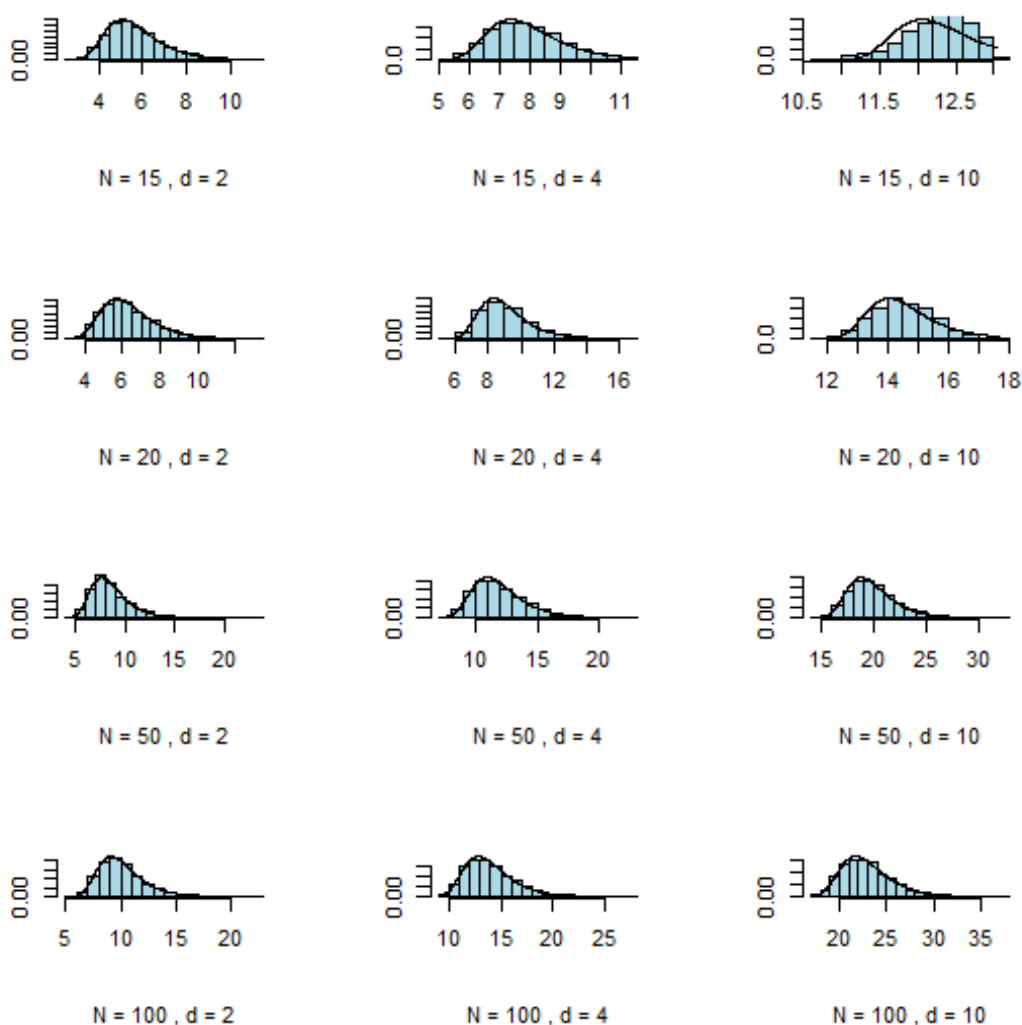 0.00 0.0 0.0
4 6 8 10 5 6 7 8 9 11 10.5 11.5 12.5
N = 15 , d = 2 N = 15 , d = 4 N = 15 , d = 10
0.00 0.00 0.0
4 6 8 10 6 8 12 16 12 14 16 18
N = 20 , d = 2 N = 20 , d = 4 N = 20 , d = 10
0.00 0.00 0.00
5 10 15 20 10 15 20 15 20 25 30
N = 50 , d = 2 N = 50 , d = 4 N = 50 , d = 10
0.00 0.00 0.00
5 10 15 20 10 15 20 25 20 25 30 35
N = 100 , d = 2 N = 100 , d = 4 N = 100 , d = 10